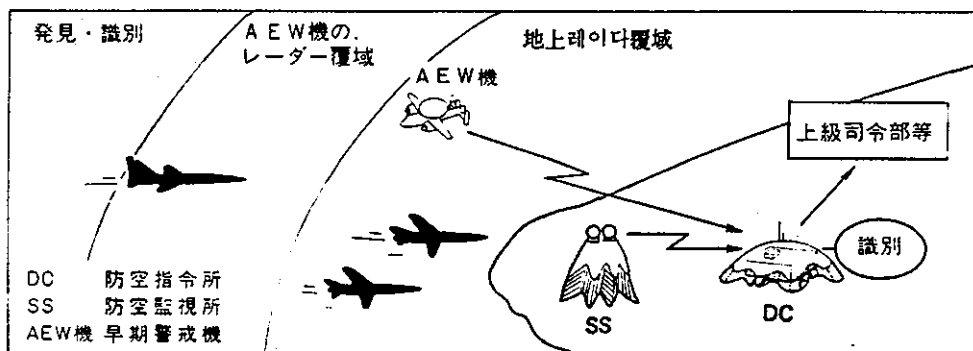 発見・識別
AEW機の.
レーダー覆域
地上レイダ覆域
AEW機
上級司令部等
識別
SS
DC
DC 防空指令所
SS 防空監視所
AEW機 早期警戒機